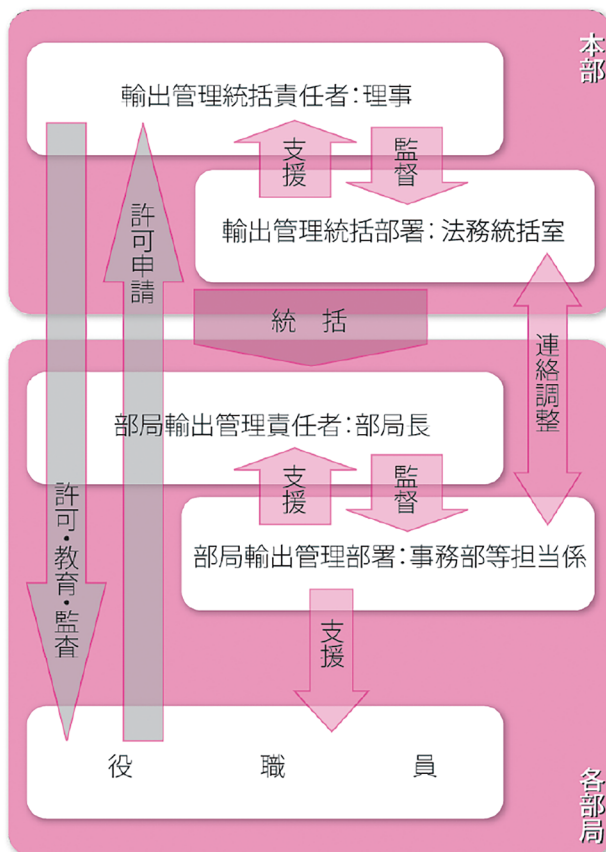 本部
輸出管理統括責任者：理事
支援
監督
輸出管理統括部署：法務統括室
許可申請
統 括
連絡調整
部局輸出管理責任者：部局長
支援
監督
許可・教育・監査
部局輸出管理部署：事務部等担当係
支援
役 職 員
各部局